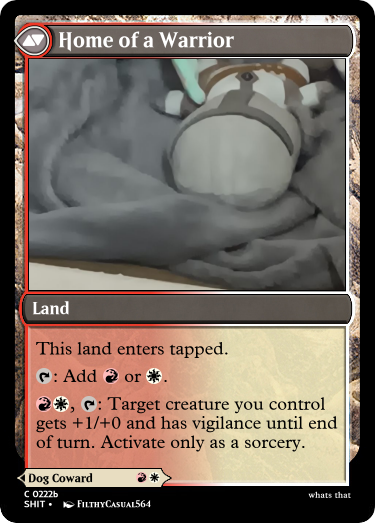 Home of a Warrior
Land
This land enters tapped.
: Add or .
, : Target creature you control
gets +1/+0 and has vigilance until end
of turn. Activate only as a sorcery.
Dog Coward
C 0222b
whats that
SHIT • FilthyCasual564